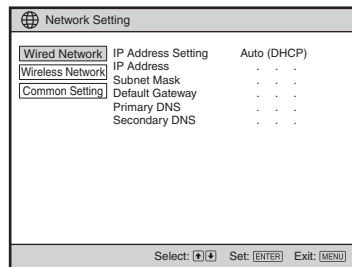 Network Setting
Wired Network
Wireless Network
Common Setting
IP Address Setting Auto (DHCP)
IP Address . . .
Subnet Mask . . .
Default Gateway . . .
Primary DNS . . .
Secondary DNS . . .
Select: Set: ENTER Exit: MENU